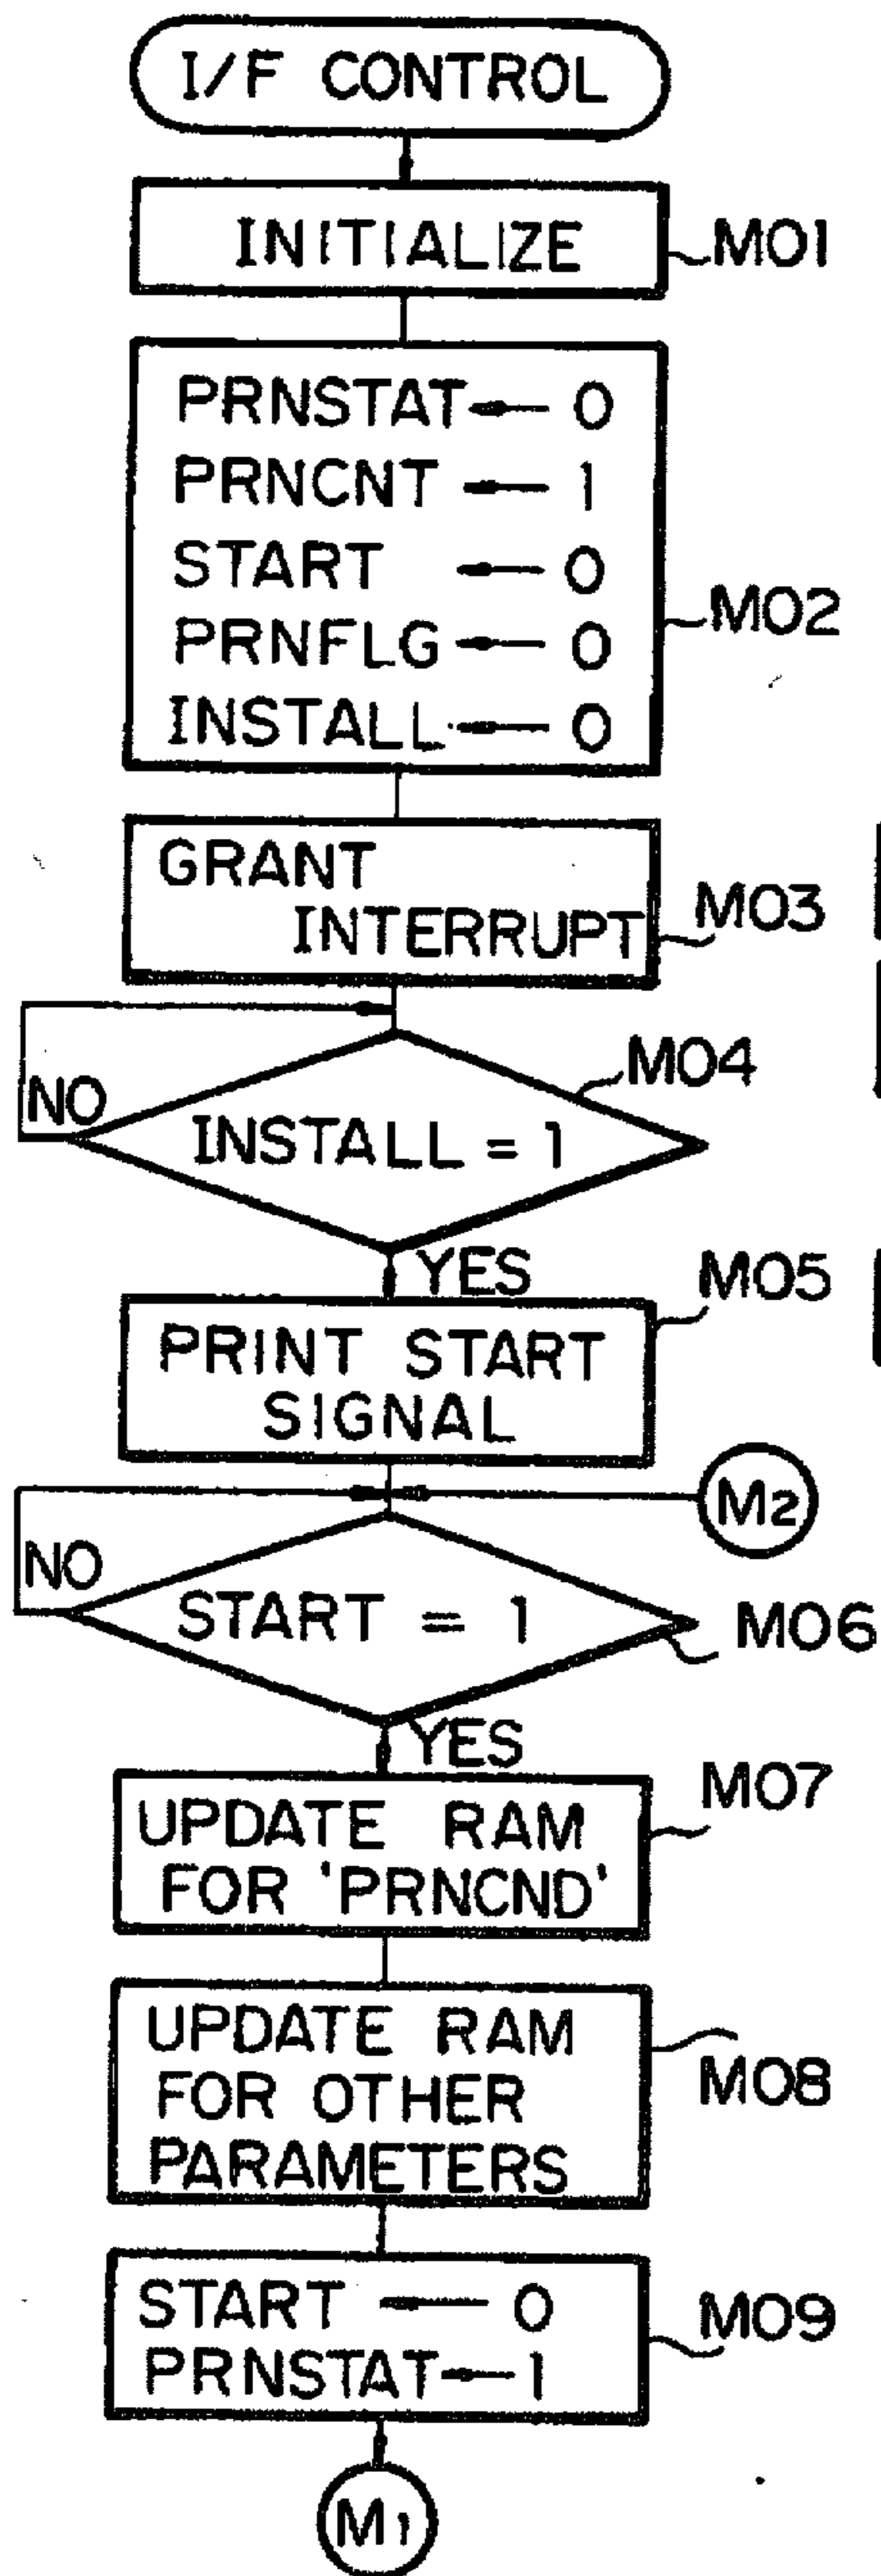 I/F CONTROL
INITIALIZE
M01
PRNSTAT ← 0
PRNCNT ← 1
START ← 0
PRNFLG ← 0
INSTALL ← 0
M02
GRANT
INTERRUPT
M03
M04
NO
INSTALL = 1
YES
M05
PRINT START
SIGNAL
M2
NO
START = 1
M06
YES
M07
UPDATE RAM
FOR 'PRNCND'
UPDATE RAM
FOR OTHER
PARAMETERS
M08
START ← 0
PRNSTAT ← 1
M09
M1